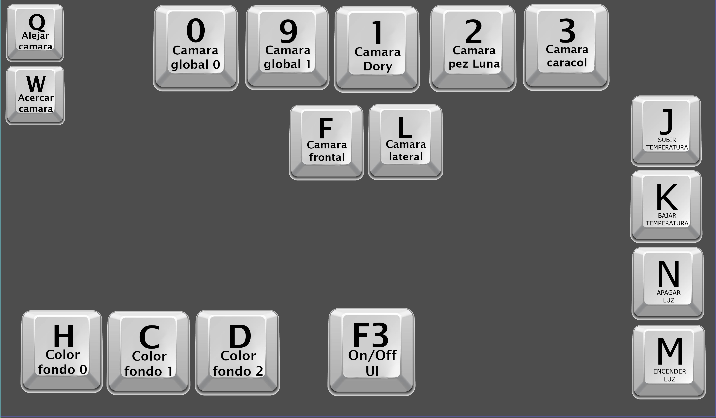 Q
Alejar
camara
W
Acercar
camara
0
Camara
global 0
9
Camara
global 1
1
Camara
Dory
2
Camara
pez Luna
3
Camara
caracol
F
Camara
frontal
L
Camara
lateral
J
SUBIR
TEMPERATURA
K
BAJAR
TEMPERATURA
N
APAGAR
LUZ
M
ENCENDER
LUZ
H
Color
fondo 0
C
Color
fondo 1
D
Color
fondo 2
F3
On/Off
UI